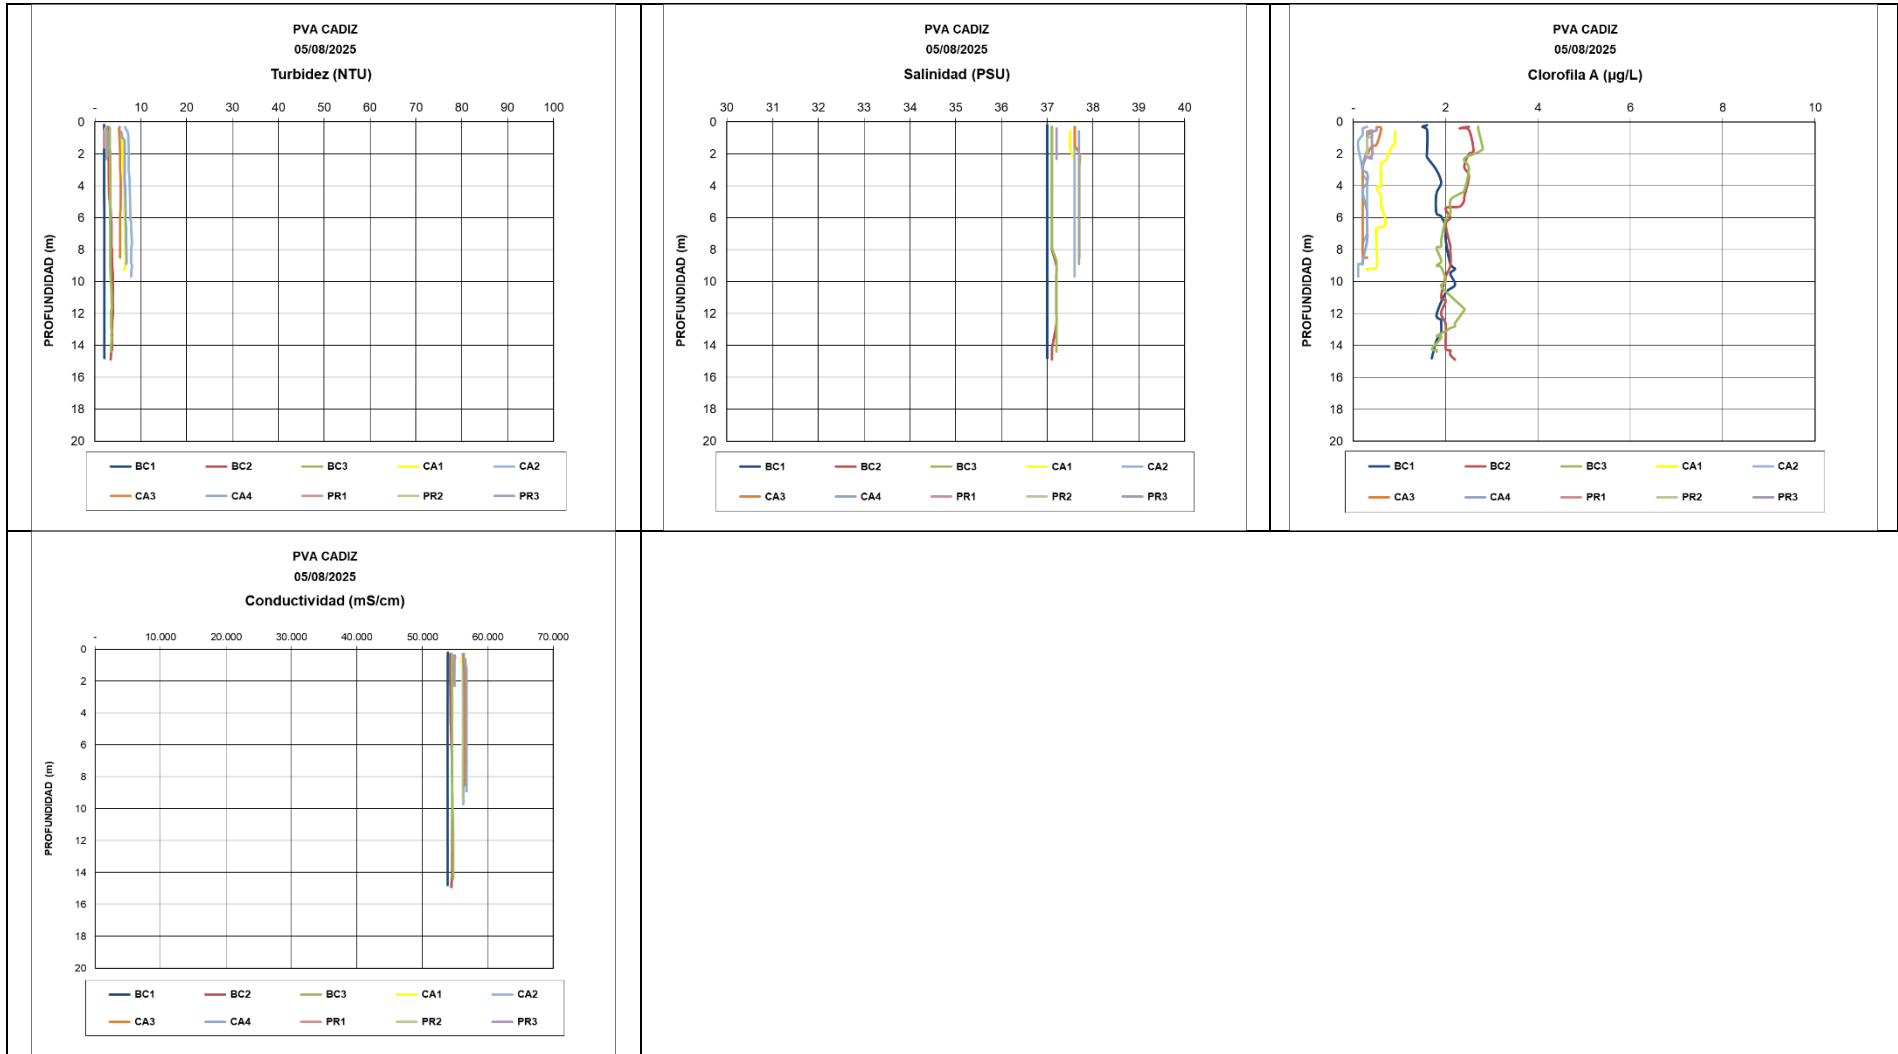 PVA CADIZ
05/08/2025
Turbidez (NTU)
- 10 20 30 40 50 60 70 80 90 100
0
2
4
6
8
10
12
14
16
18
20
PROFUNDIDAD (m)
BC1 BC2 BC3 CA1 CA2
CA3 CA4 PR1 PR2 PR3
PVA CADIZ
05/08/2025
Salinidad (PSU)
30 31 32 33 34 35 36 37 38 39 40
0
2
4
6
8
10
12
14
16
18
20
PROFUNDIDAD (m)
BC1 BC2 BC3 CA1 CA2
CA3 CA4 PR1 PR2 PR3
PVA CADIZ
05/08/2025
Clorofila A (µg/L)
- 2 4 6 8 10
0
2
4
6
8
10
12
14
16
18
20
PROFUNDIDAD (m)
BC1 BC2 BC3 CA1 CA2
CA3 CA4 PR1 PR2 PR3
PVA CADIZ
05/08/2025
Conductividad (mS/cm)
- 10.000 20.000 30.000 40.000 50.000 60.000 70.000
0
2
4
6
8
10
12
14
16
18
20
PROFUNDIDAD (m)
BC1 BC2 BC3 CA1 CA2
CA3 CA4 PR1 PR2 PR3